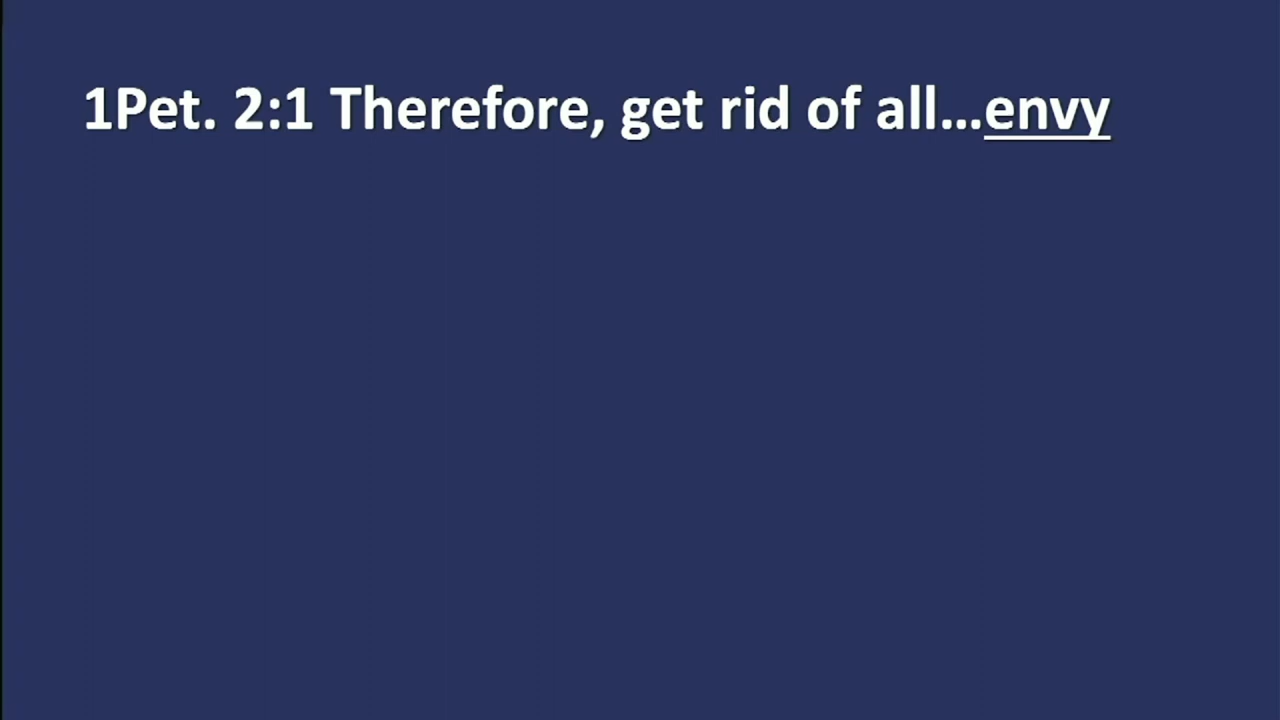 1Pet. 2:1 Therefore, get rid of all...envy